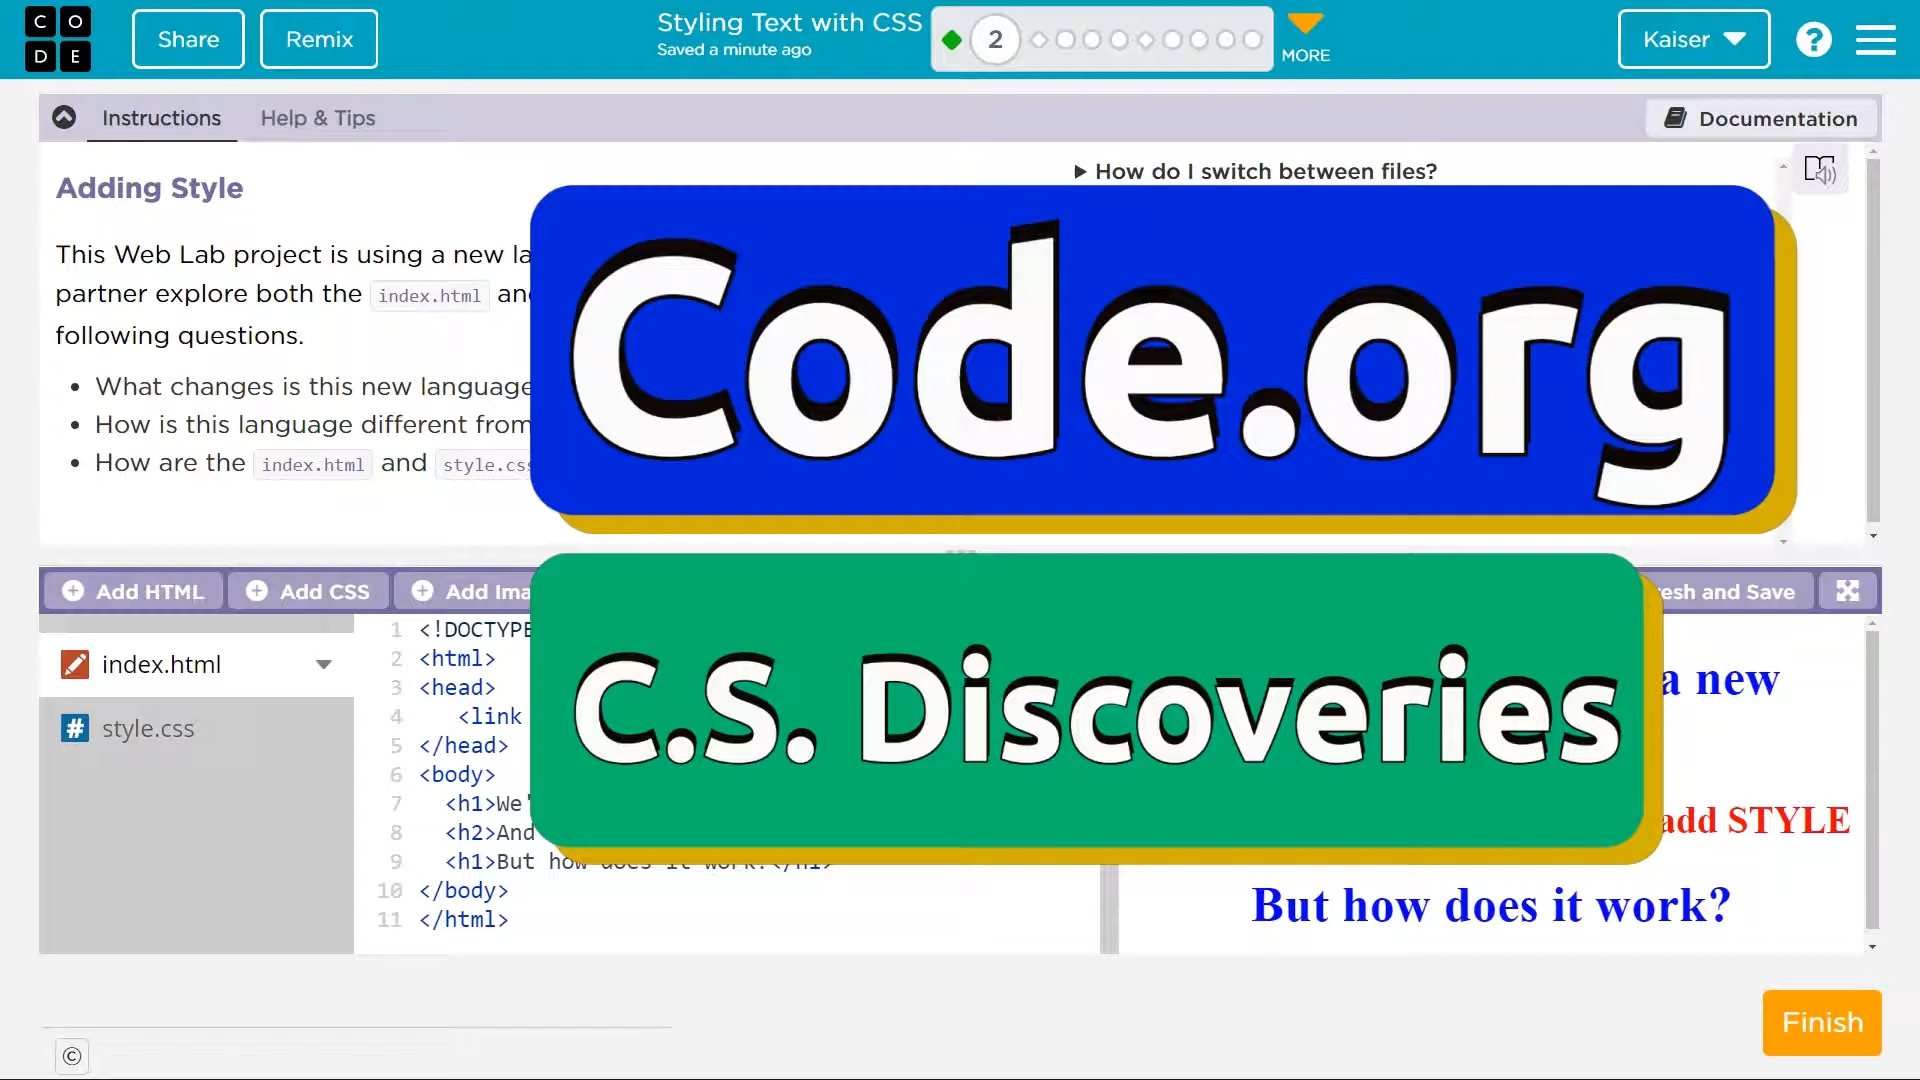 C O
D E
Share
Remix
Styling Text with CSS
Saved a minute ago
2
MORE
Kaiser
?
Instructions
Help & Tips
Documentation
Adding Style
This Web Lab project is using a new la
partner explore both the index.html an
following questions.
• What changes is this new language
• How is this language different from
• How are the index.html and style.css
▶ How do I switch between files?
Code.org
C.S. Discoveries
Add HTML
Add CSS
Add Ima
esh and Save
index.html
# style.css
1 <!DOCTYPE
2 <html>
3 <head>
4 <link
5 </head>
6 <body>
7 <h1>We'
8 <h2>And
9 <h1>But how does it work?</h1>
10 </body>
11 </html>
a new
add STYLE
But how does it work?
Finish
©